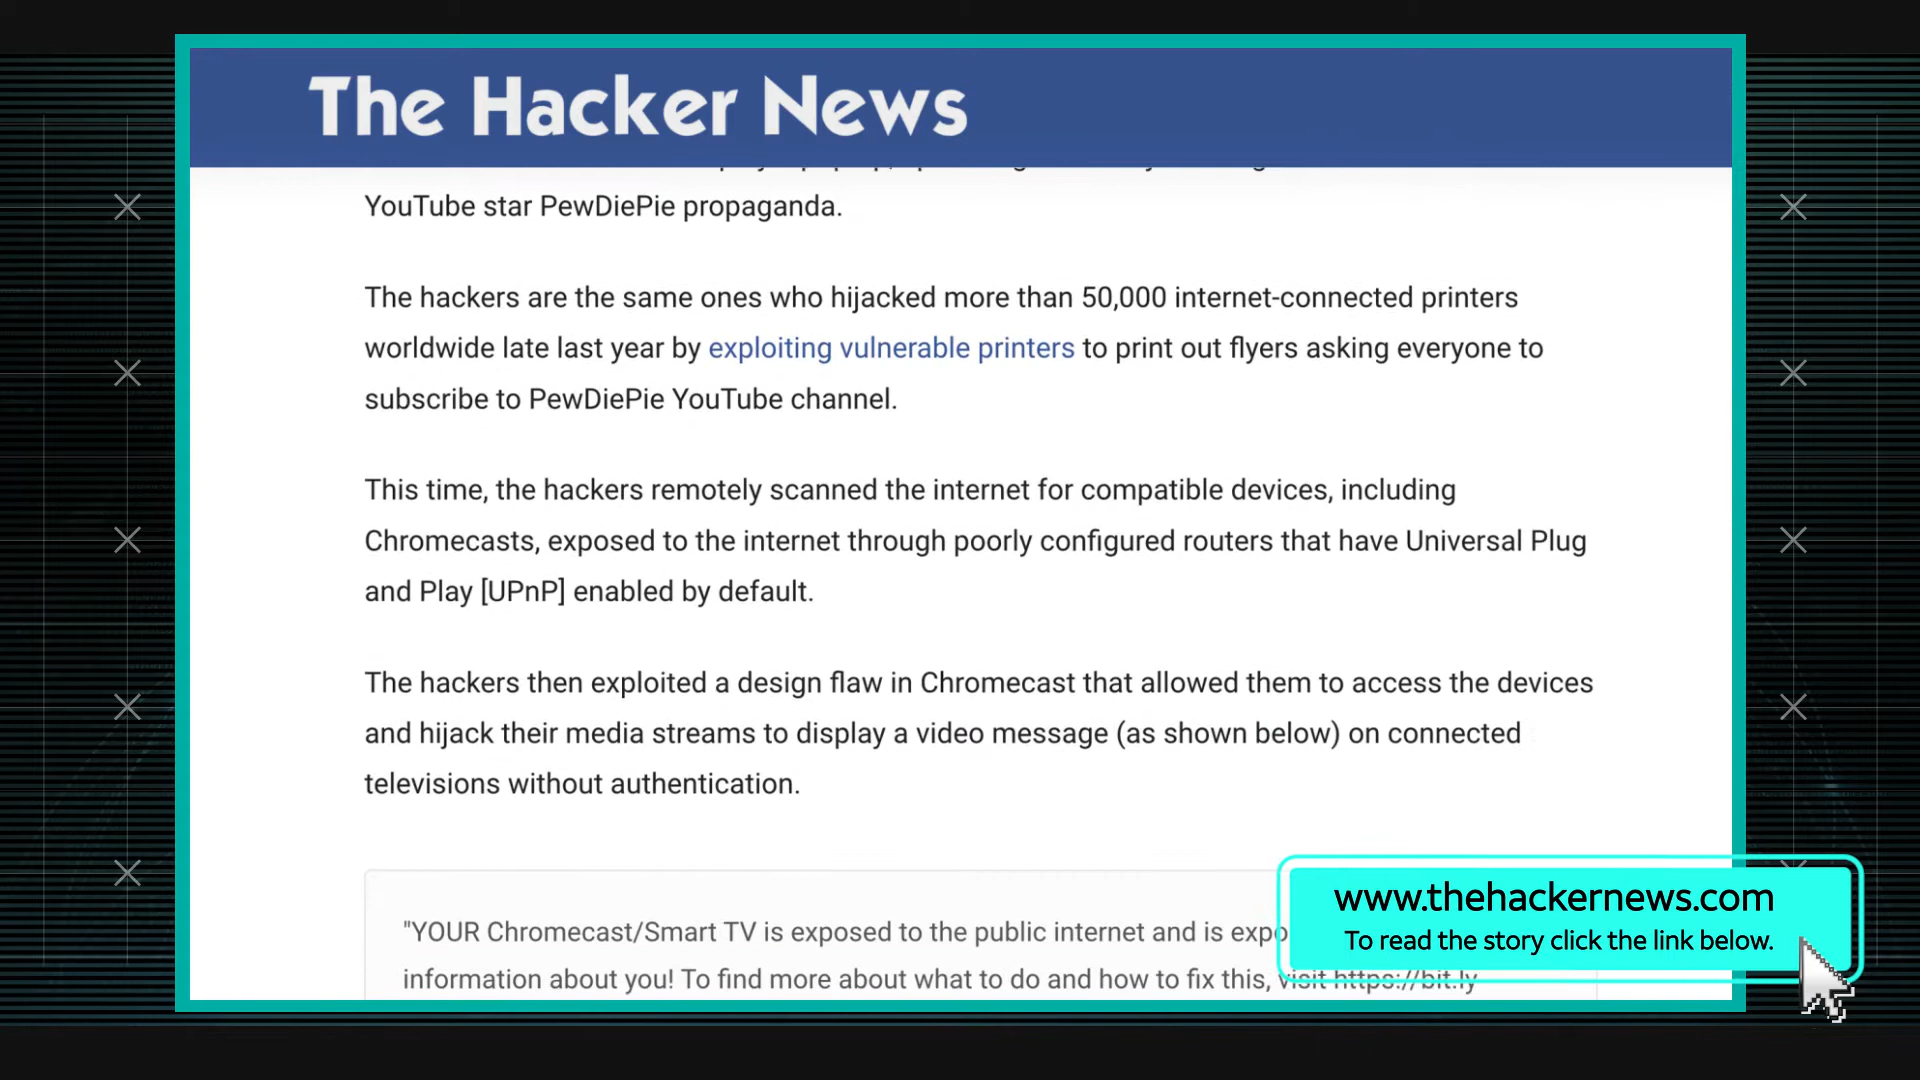 The Hacker News
YouTube star PewDiePie propaganda.
The hackers are the same ones who hijacked more than 50,000 internet-connected printers
worldwide late last year by exploiting vulnerable printers to print out flyers asking everyone to
subscribe to PewDiePie YouTube channel.
This time, the hackers remotely scanned the internet for compatible devices, including
Chromecasts, exposed to the internet through poorly configured routers that have Universal Plug
and Play [UPnP] enabled by default.
The hackers then exploited a design flaw in Chromecast that allowed them to access the devices
and hijack their media streams to display a video message (as shown below) on connected
televisions without authentication.
"YOUR Chromecast/Smart TV is exposed to the public internet and is expo
information about you! To find more about what to do and how to fix this, visit https://bit.ly
www.thehackernews.com
To read the story click the link below.